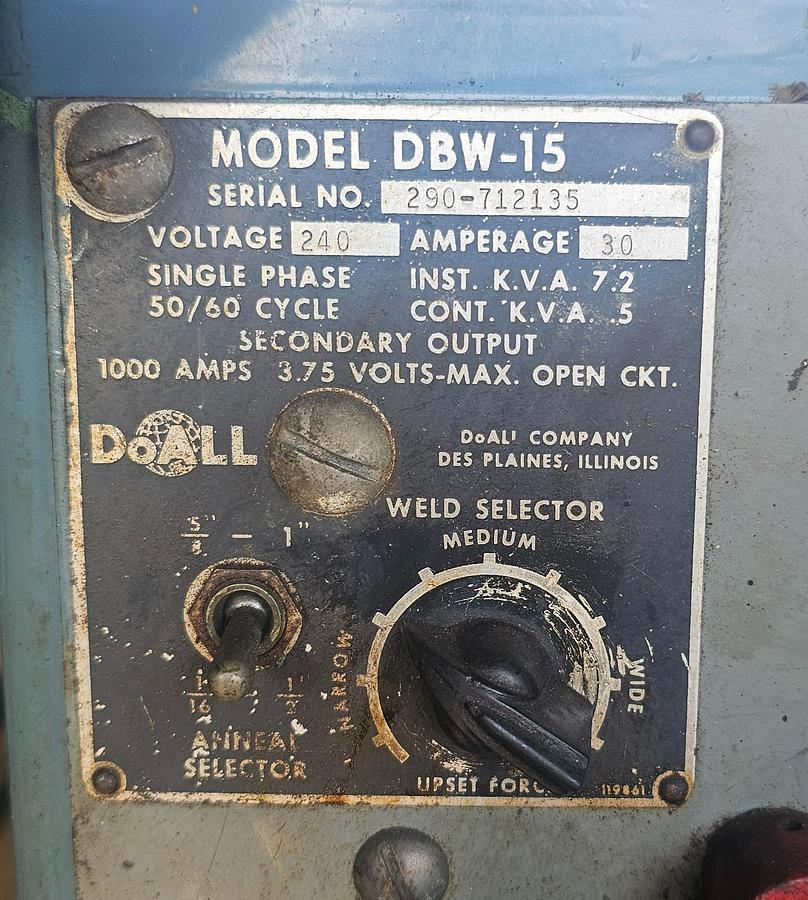 MODEL DBW-15
SERIAL NO. 290-712135
VOLTAGE 240 AMPERAGE 30
SINGLE PHASE INST. K.V.A. 7.2
50/60 CYCLE CONT. K.V.A. .5
SECONDARY OUTPUT
1000 AMPS 3.75 VOLTS-MAX. OPEN CKT.
DoALL
DoALL COMPANY
DES PLAINES, ILLINOIS
WELD SELECTOR
5/8 — 1"
MEDIUM
NARROW
WIDE
1/16 1/2"
ANNEAL
SELECTOR
UPSET